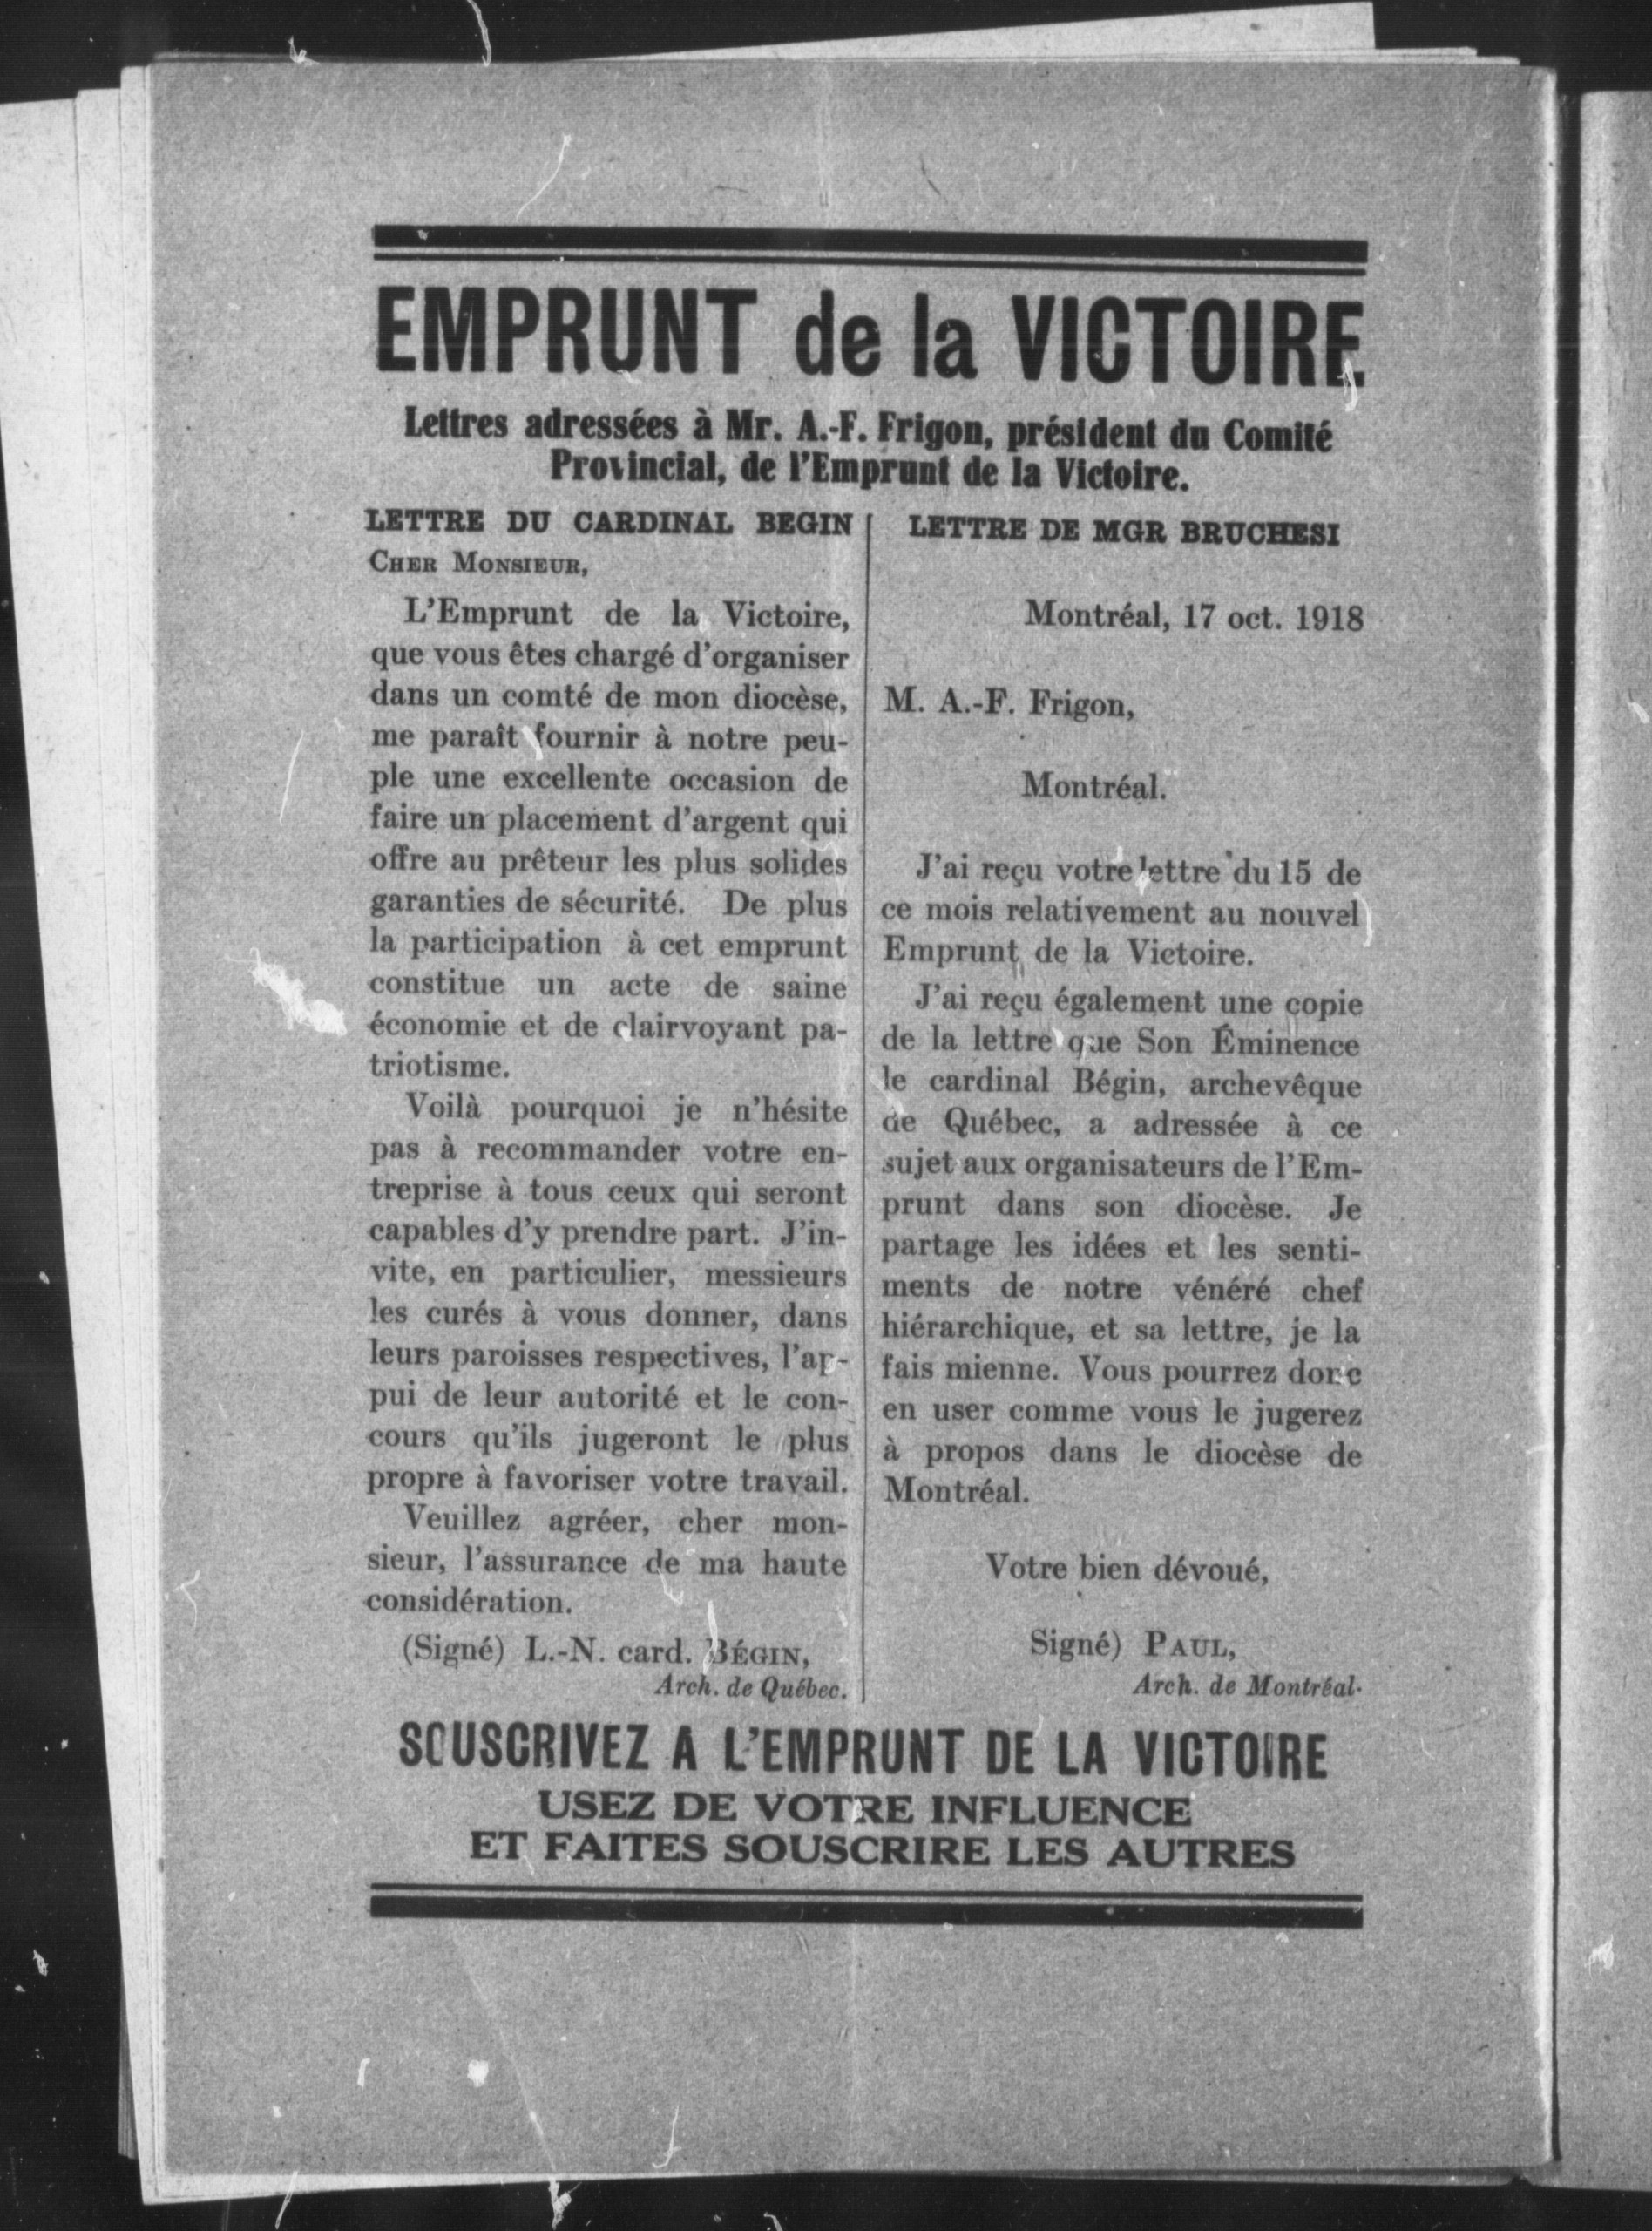 EMPRUNT de la VICTOIRE
Lettres adressées à Mr. A.-F. Frigon, président du Comité
Provincial, de l'Emprunt de la Victoire.
LETTRE DU CARDINAL BEGIN
CHER MONSIEUR,
L'Emprunt de la Victoire,
que vous êtes chargé d'organiser
dans un comté de mon diocèse,
me paraît fournir à notre peu-
ple une excellente occasion de
faire un placement d'argent qui
offre au prêteur les plus solides
garanties de sécurité. De plus
la participation à cet emprunt
constitue un acte de saine
économie et de clairvoyant pa-
triotisme.
Voilà pourquoi je n'hésite
pas à recommander votre en-
treprise à tous ceux qui seront
capables d'y prendre part. J'in-
vite, en particulier, messieurs
les curés à vous donner, dans
leurs paroisses respectives, l'ap-
pui de leur autorité et le con-
cours qu'ils jugeront le plus
propre à favoriser votre travail.
Veuillez agréer, cher mon-
sieur, l'assurance de ma haute
considération.
(Signé) L.-N. card. BÉGIN,
Arch. de Québec.
LETTRE DE MGR BRUCHESI
Montréal, 17 oct. 1918
M. A.-F. Frigon,
Montréal.
J'ai reçu votre lettre du 15 de
ce mois relativement au nouvel
Emprunt de la Victoire.
J'ai reçu également une copie
de la lettre que Son Éminence
le cardinal Bégin, archevêque
de Québec, a adressée à ce
sujet aux organisateurs de l'Em-
prunt dans son diocèse. Je
partage les idées et les senti-
ments de notre vénéré chef
hiérarchique, et sa lettre, je la
fais mienne. Vous pourrez donc
en user comme vous le jugerez
à propos dans le diocèse de
Montréal.
Votre bien dévoué,
Signé) PAUL,
Arch. de Montréal.
SOUSCRIVEZ A L'EMPRUNT DE LA VICTOIRE
USEZ DE VOTRE INFLUENCE
ET FAITES SOUSCRIRE LES AUTRES